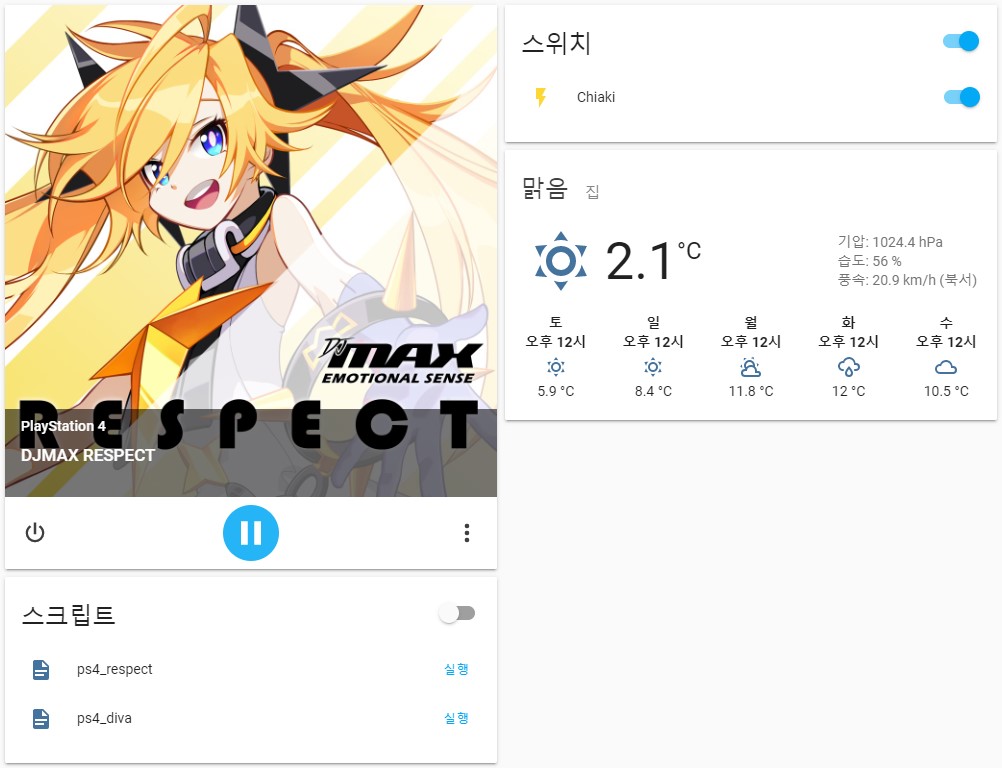 DJMAX
EMOTIONAL SENSE
RESPECT
PlayStation 4
DJMAX RESPECT
스크립트
ps4_respect 실행
ps4_diva 실행
스위치
Chiaki
맑음 집
2.1 °C
기압: 1024.4 hPa
습도: 56 %
풍속: 20.9 km/h (북서)
토 일 월 화 수
오후 12시 오후 12시 오후 12시 오후 12시 오후 12시
5.9 °C 8.4 °C 11.8 °C 12 °C 10.5 °C